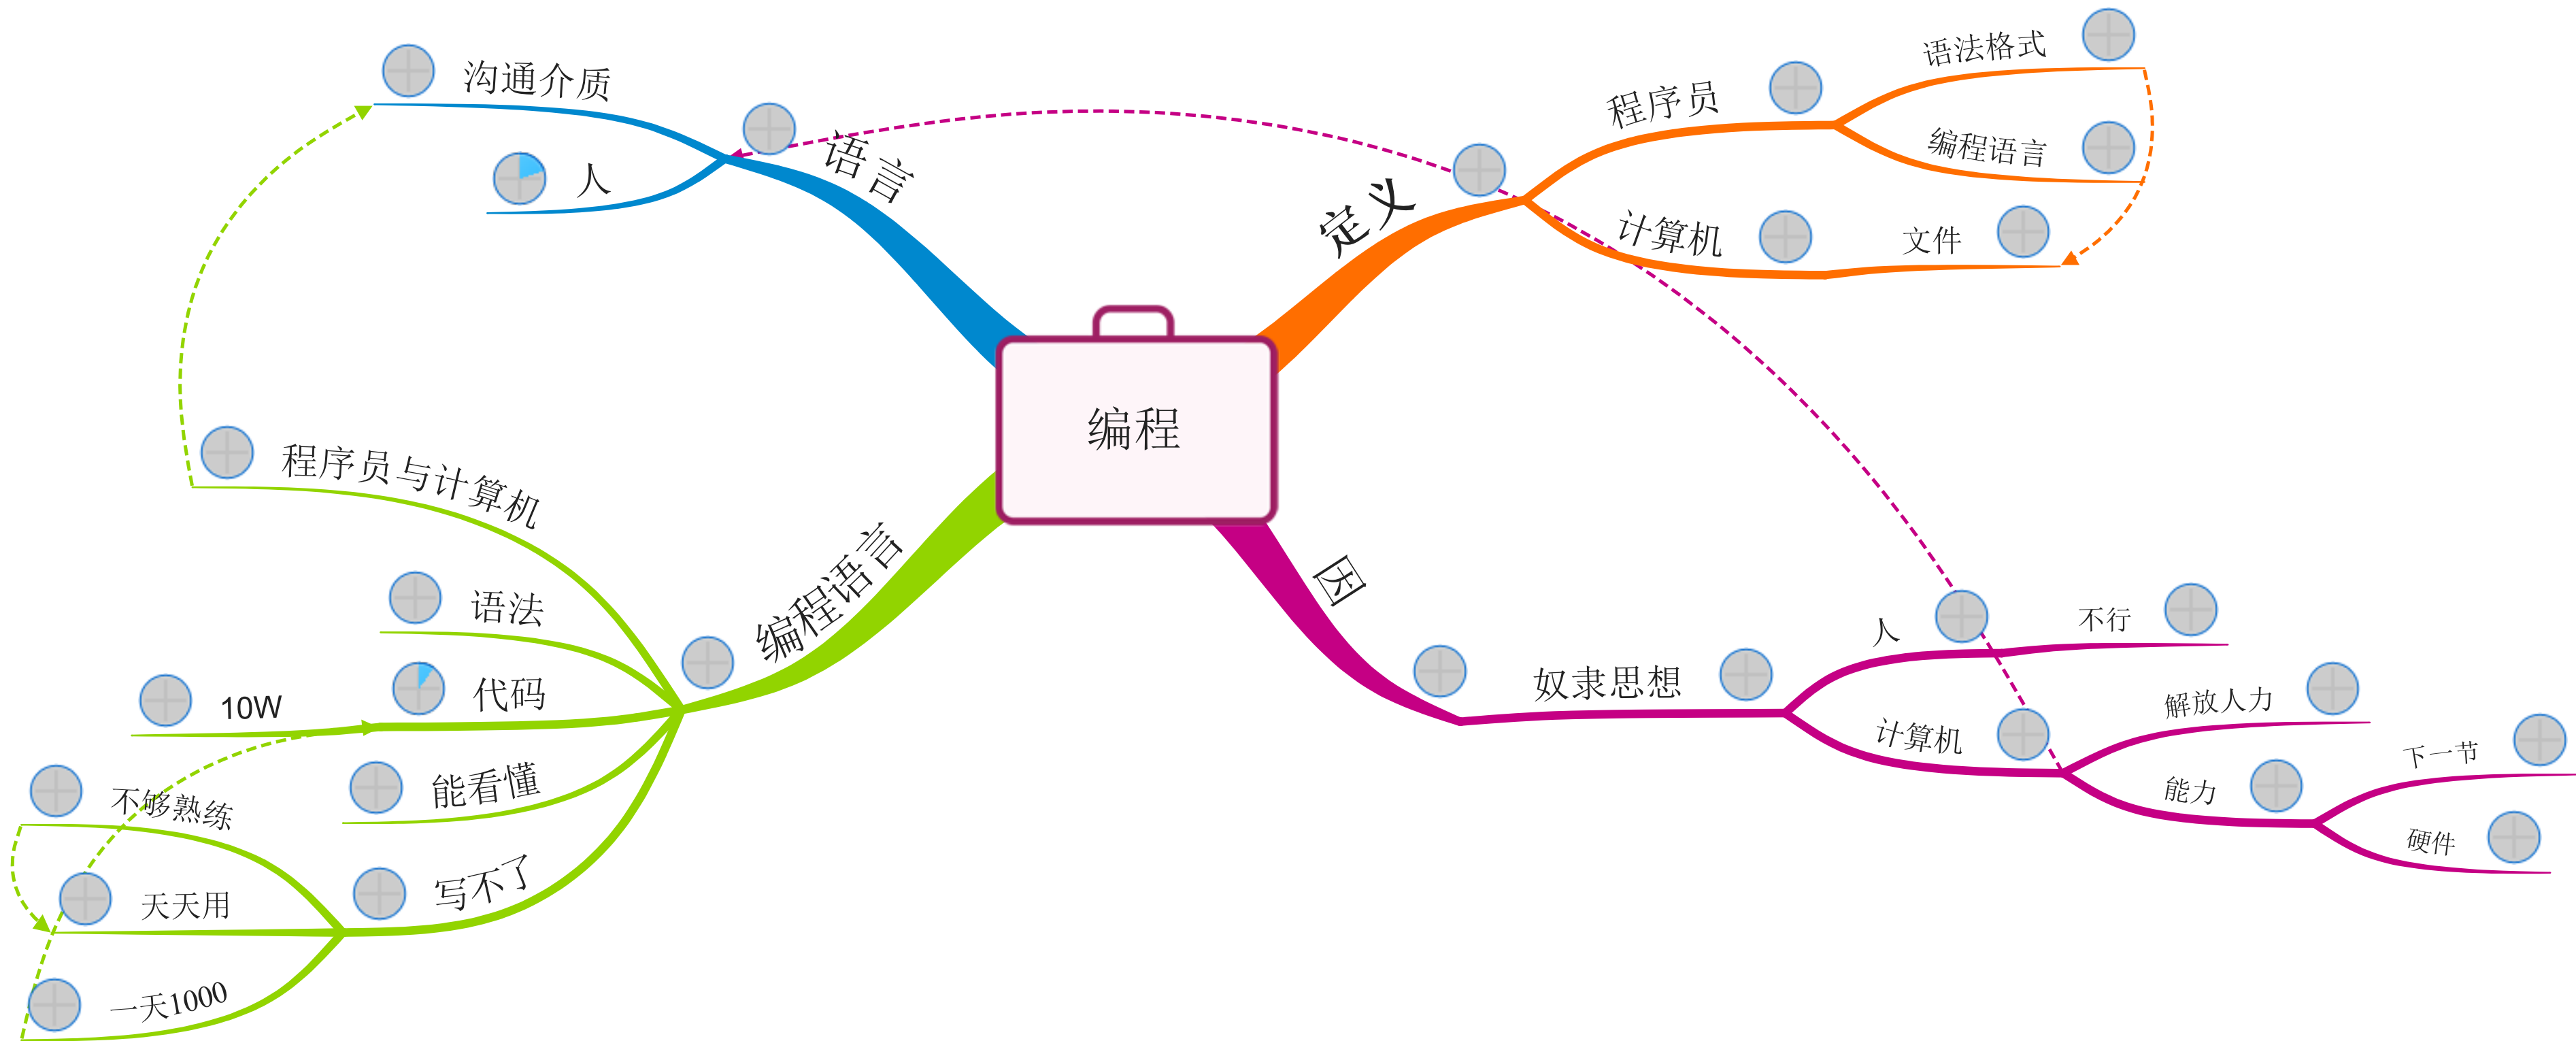 编程
定义
程序员
语法格式
编程语言
计算机
文件
因
奴隶思想
人
不行
计算机
解放人力
能力
下一节
硬件
编程语言
程序员与计算机
语法
代码
10W
能看懂
写不了
不够熟练
天天用
一天1000
语言
沟通介质
人